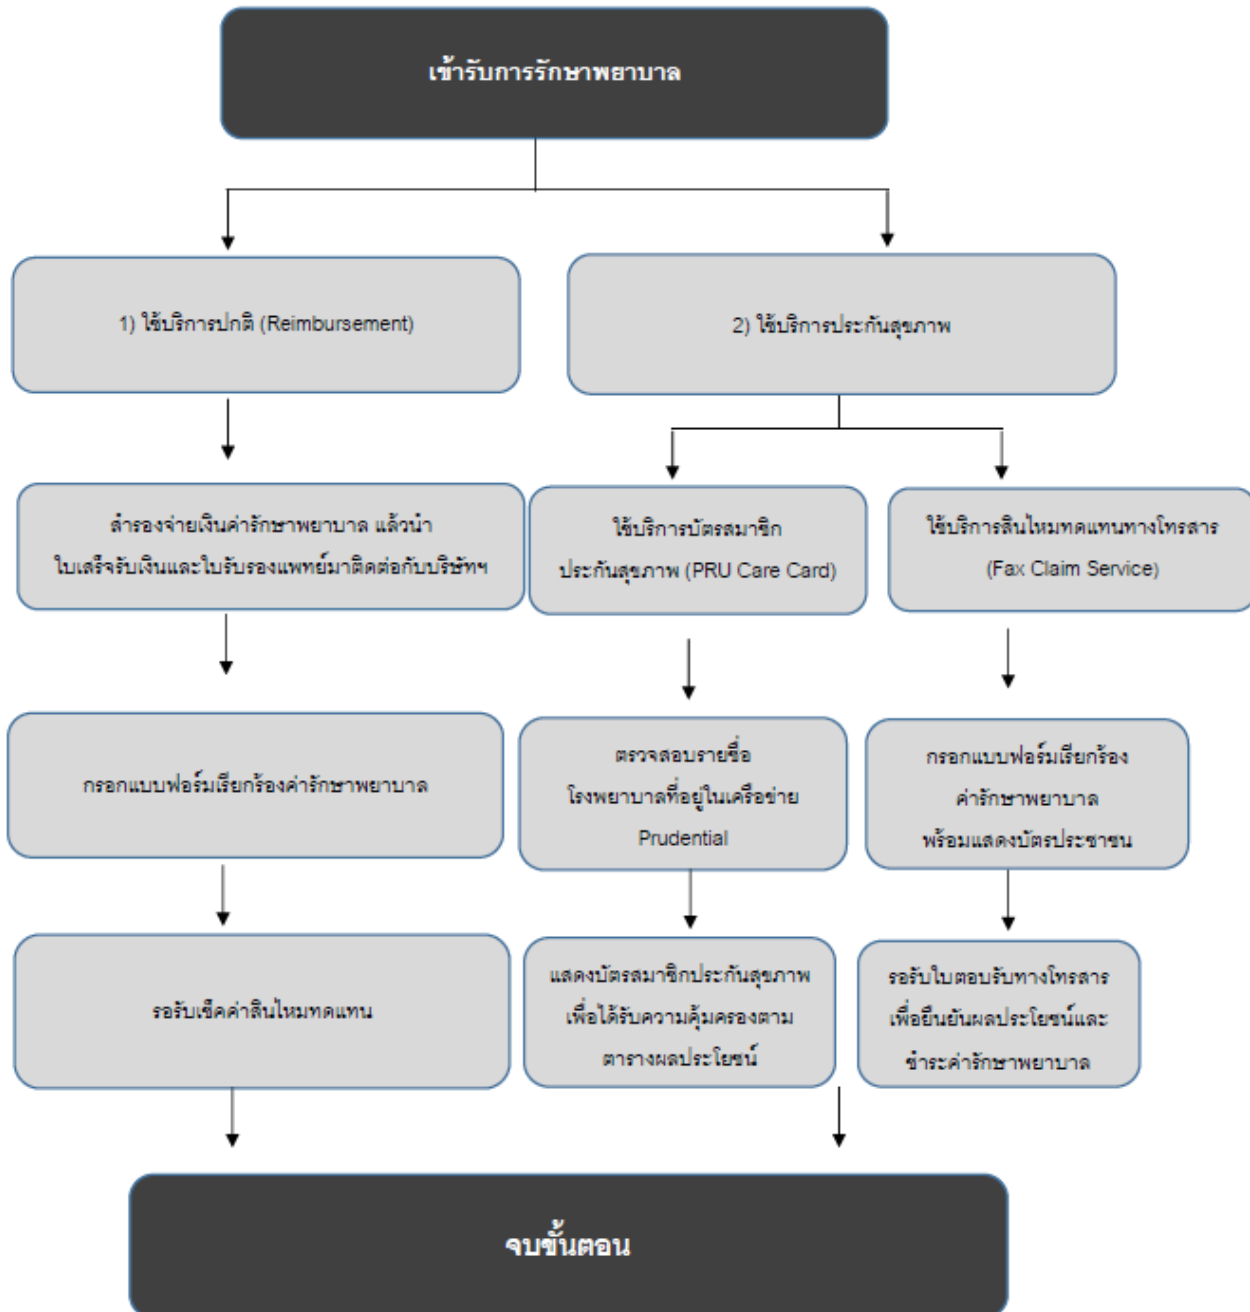 เข้ารับการรักษาพยาบาล
1) ใช้บริการปกติ (Reimbursement)
2) ใช้บริการประกันสุขภาพ
สำรองจ่ายเงินค่ารักษาพยาบาล แล้วนำ
ใบเสร็จรับเงินและใบรับรองแพทย์มาติดต่อกับบริษัทฯ
ใช้บริการบัตรสมาชิก
ประกันสุขภาพ (PRU Care Card)
ใช้บริการสินไหมทดแทนทางโทรสาร
(Fax Claim Service)
กรอกแบบฟอร์มเรียกร้องค่ารักษาพยาบาล
ตรวจสอบรายชื่อ
โรงพยาบาลที่อยู่ในเครือข่าย
Prudential
กรอกแบบฟอร์มเรียกร้อง
ค่ารักษาพยาบาล
พร้อมแสดงบัตรประชาชน
รอรับเช็คค่าสินไหมทดแทน
แสดงบัตรสมาชิกประกันสุขภาพ
เพื่อได้รับความคุ้มครองตาม
ตารางผลประโยชน์
รอรับใบตอบรับทางโทรสาร
เพื่อยืนยันผลประโยชน์และ
ชำระค่ารักษาพยาบาล
จบขั้นตอน